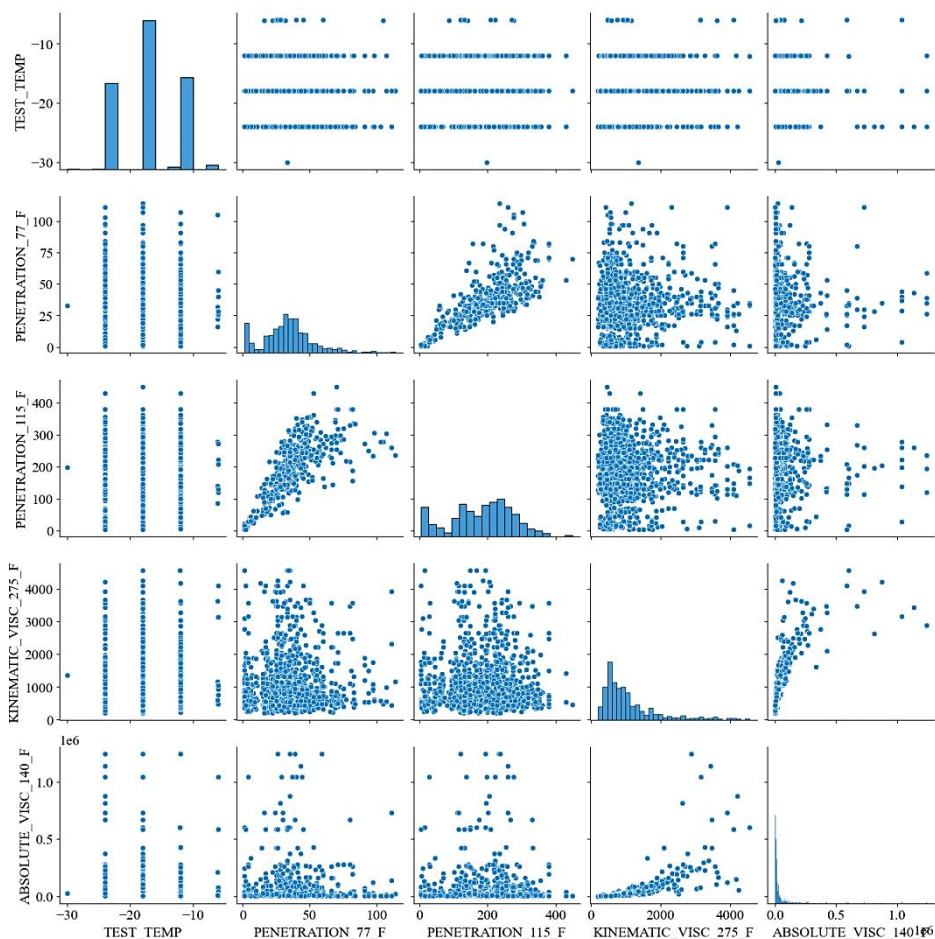 TEST_TEMP
−10
−20
−30
PENETRATION_77_F
100
75
50
25
0
PENETRATION_115_F
400
300
200
100
0
KINEMATIC_VISC_275_F
4000
3000
2000
1000
0
ABSOLUTE_VISC_140_F
1e6
1.0
0.5
0.0
−30 −20 −10
0 50 100
0 200 400
0 2000 4000
0.0 0.5 1.0
TEST_TEMP PENETRATION_77_F PENETRATION_115_F KINEMATIC_VISC_275_F ABSOLUTE_VISC_140_F
1e6